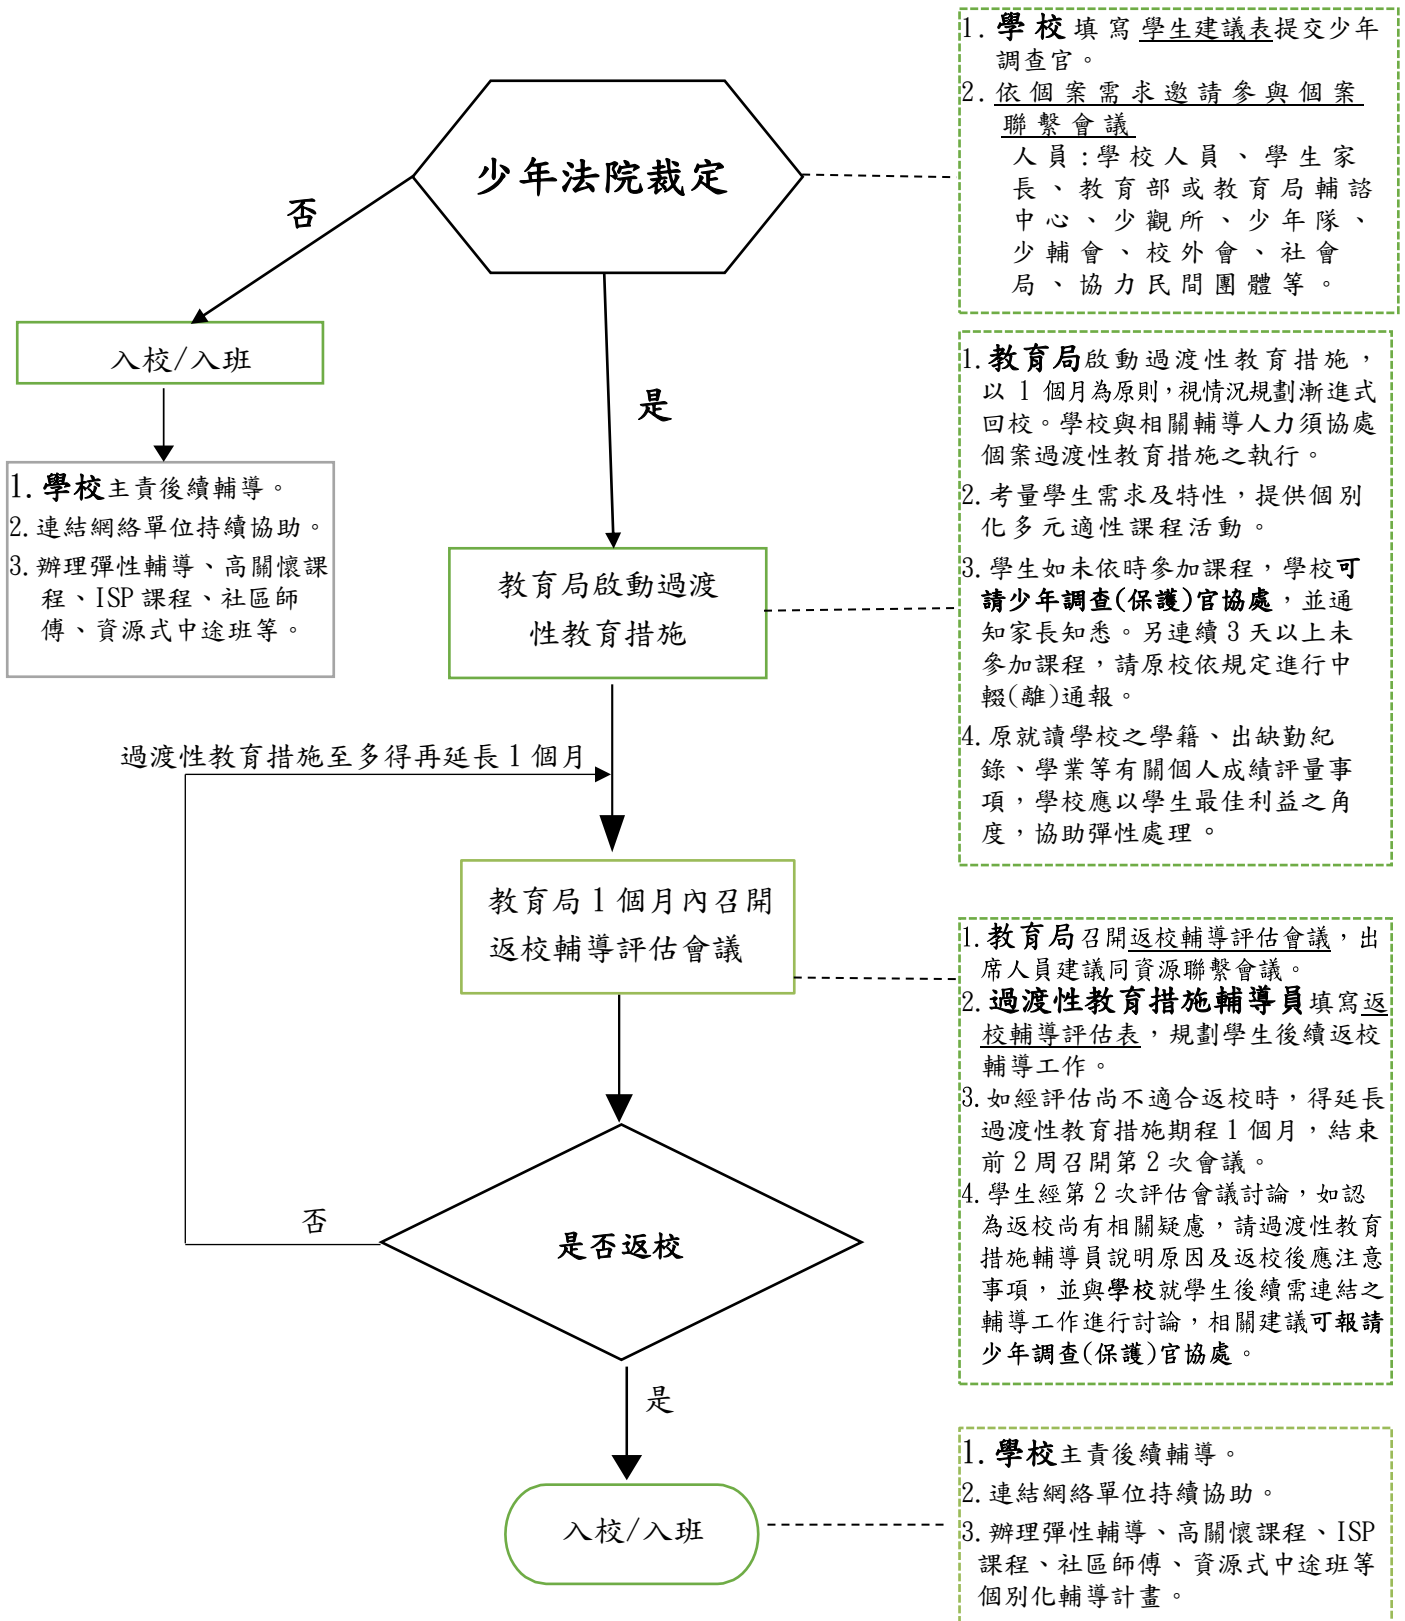 少年法院裁定
否
是
入校/入班
1.學校主責後續輔導。
2.連結網絡單位持續協助。
3.辦理彈性輔導、高關懷課
程、ISP課程、社區師
傅、資源式中途班等。
教育局啟動過渡
性教育措施
過渡性教育措施至多得再延長1個月
教育局1個月內召開
返校輔導評估會議
是否返校
否
是
入校/入班
1.學校填寫學生建議表提交少年
調查官。
2.依個案需求邀請參與個案
聯繫會議
人員:學校人員、學生家
長、教育部或教育局輔諮
中心、少觀所、少年隊、
少輔會、校外會、社會
局、協力民間團體等。
1.教育局啟動過渡性教育措施，
以 1 個月為原則，視情況規劃漸進式
回校。學校與相關輔導人力須協處
個案過渡性教育措施之執行。
2.考量學生需求及特性，提供個別
化多元適性課程活動。
3.學生如未依時參加課程，學校可
請少年調查(保護)官協處，並通
知家長知悉。另連續3天以上未
參加課程，請原校依規定進行中
輟(離)通報。
4.原就讀學校之學籍、出缺勤紀
錄、學業等有關個人成績評量事
項，學校應以學生最佳利益之角
度，協助彈性處理。
1.教育局召開返校輔導評估會議，出
席人員建議同資源聯繫會議。
2.過渡性教育措施輔導員填寫返
校輔導評估表，規劃學生後續返校
輔導工作。
3.如經評估尚不適合返校時，得延長
過渡性教育措施期程1個月，結束
前2周召開第2次會議。
4.學生經第2次評估會議討論，如認
為返校尚有相關疑慮，請過渡性教育
措施輔導員說明原因及返校後應注意
事項，並與學校就學生後續需連結之
輔導工作進行討論，相關建議可報請
少年調查(保護)官協處。
1.學校主責後續輔導。
2.連結網絡單位持續協助。
3.辦理彈性輔導、高關懷課程、ISP
課程、社區師傅、資源式中途班等
個別化輔導計畫。